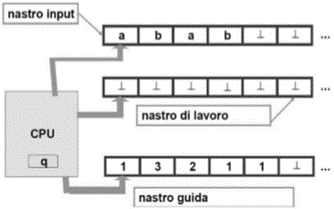 nastro input
a b a b ⊥ ⊥ ...
⊥ ⊥ ⊥ ⊥ ⊥ ⊥ ...
nastro di lavoro
CPU
q
1 3 2 1 1 ⊥ ...
nastro guida